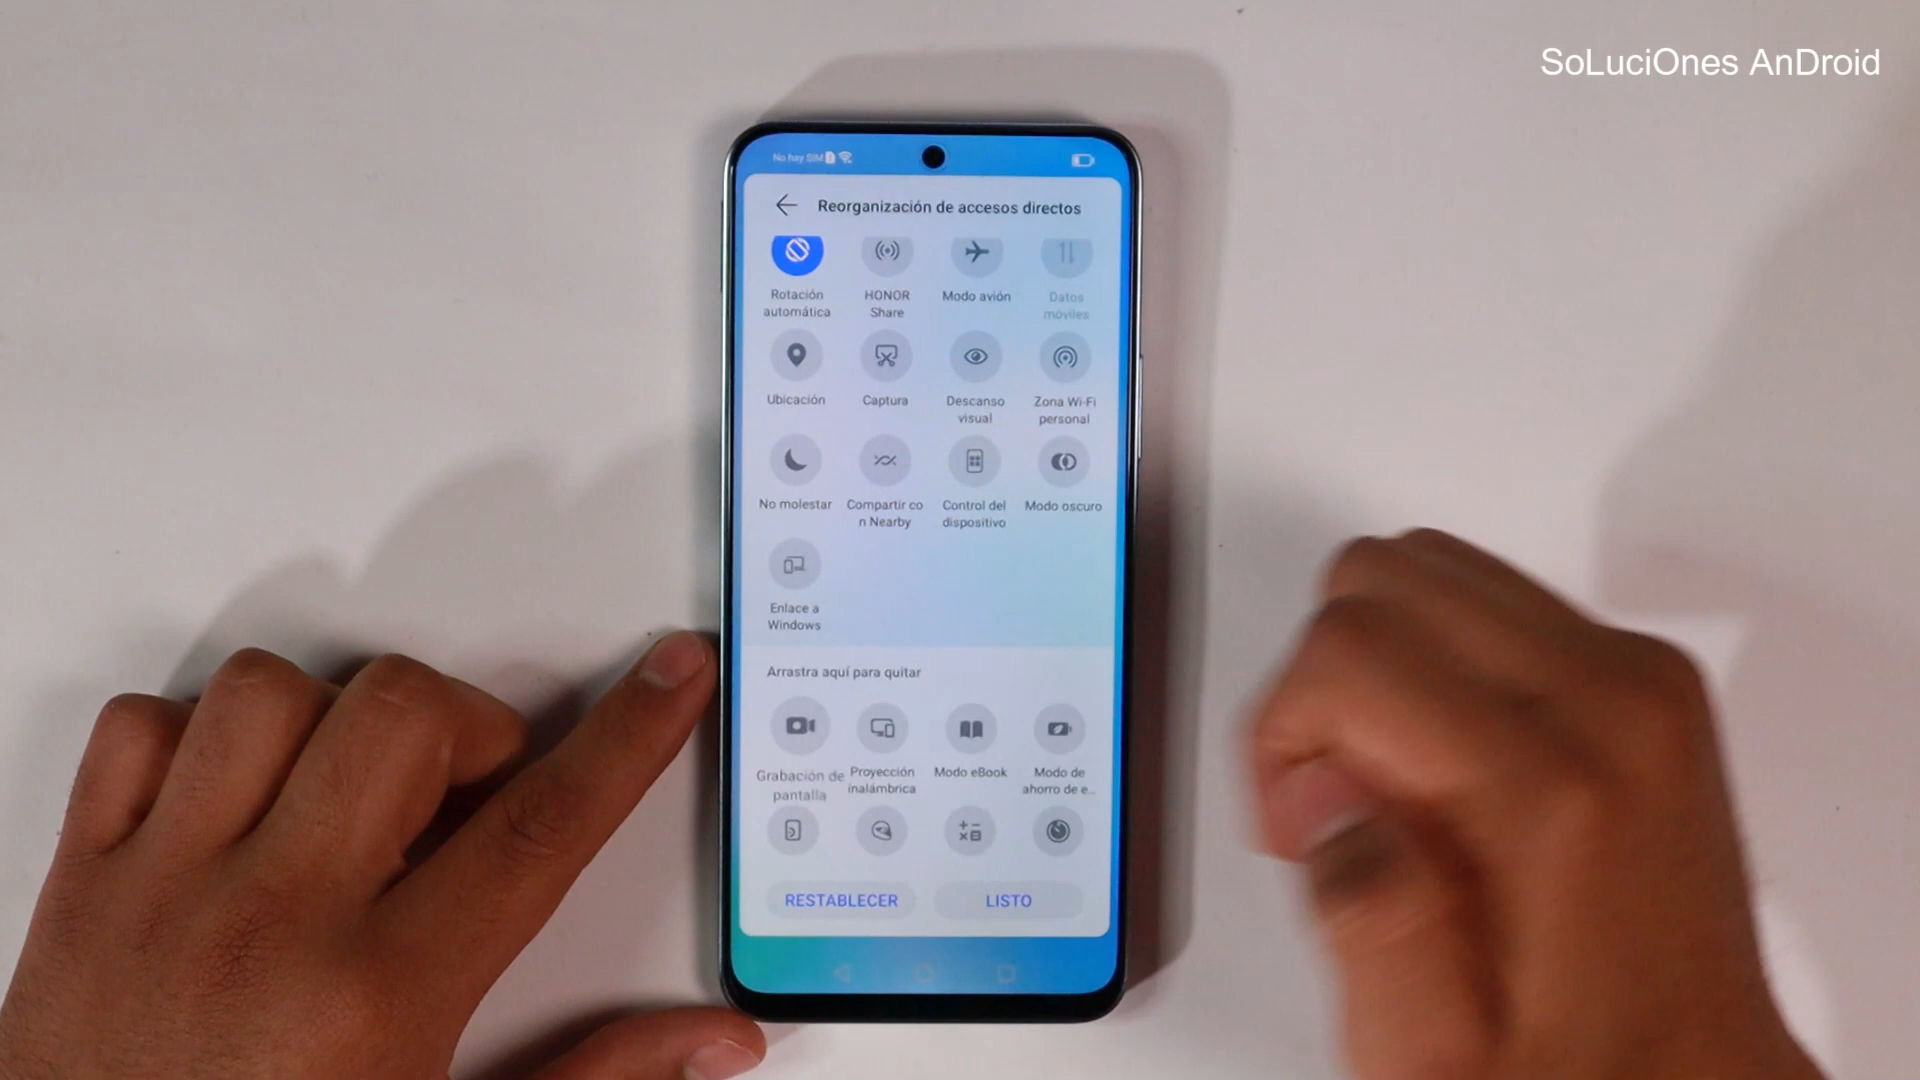 SoLuciOnes AnDroid
No hay SIM
Reorganización de accesos directos
Rotación
automática
HONOR
Share
Modo avión
Datos
móviles
Ubicación
Captura
Descanso
visual
Zona Wi-Fi
personal
No molestar
Compartir co
n Nearby
Control del
dispositivo
Modo oscuro
Enlace a
Windows
Arrastra aquí para quitar
Grabación de
pantalla
Proyección
inalámbrica
Modo eBook
Modo de
ahorro de e...
RESTABLECER
LISTO